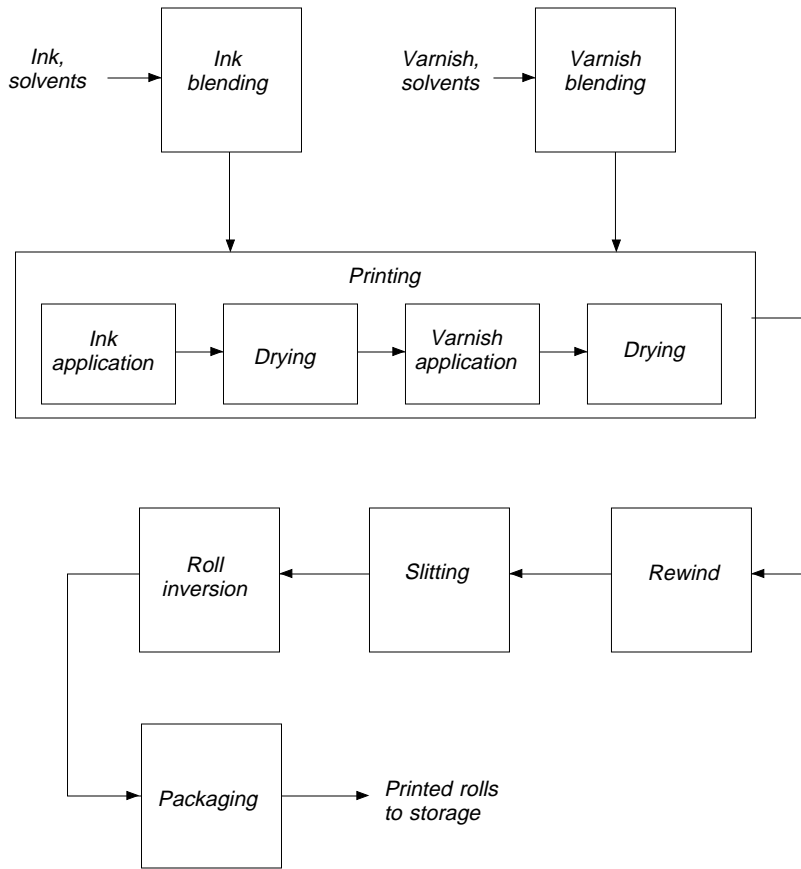 Ink,
solvents
Ink
blending
Varnish,
solvents
Varnish
blending
Printing
Ink
application
Drying
Varnish
application
Drying
Roll
inversion
Slitting
Rewind
Packaging
Printed rolls
to storage